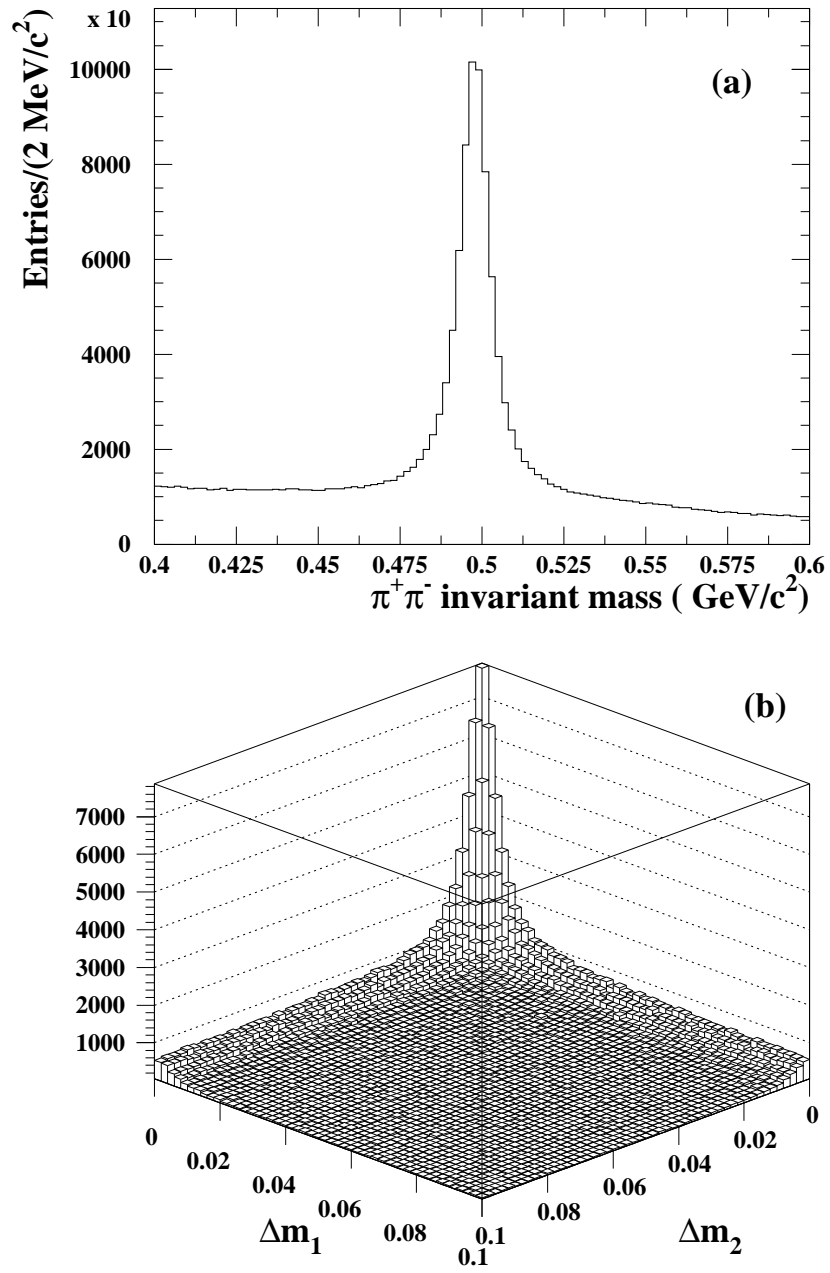 x 10
Entries/(2 MeV/c²)
(a)
10000
8000
6000
4000
2000
0
0.4 0.425 0.45 0.475 0.5 0.525 0.55 0.575 0.6
π⁺π⁻ invariant mass ( GeV/c²)
(b)
7000
6000
5000
4000
3000
2000
1000
0 0.02 0.04 0.06 0.08 0.1
0.1 0.08 0.06 0.04 0.02 0
Δm₁ Δm₂